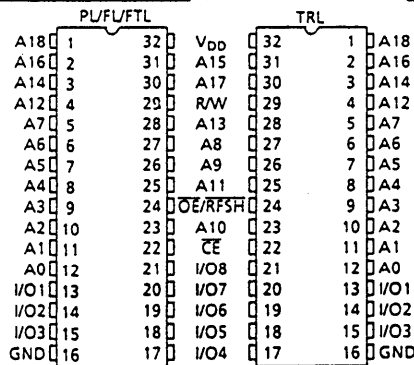 PL/FL/FTL TRL
A18 1 32 VDD 32 1 A18
A16 2 31 A15 31 2 A16
A14 3 30 A17 30 3 A14
A12 4 29 R/W 29 4 A12
A7 5 28 A13 28 5 A7
A6 6 27 A8 27 6 A6
A5 7 26 A9 26 7 A5
A4 8 25 A11 25 8 A4
A3 9 24 OE/RFSH 24 9 A3
A2 10 23 A10 23 10 A2
A1 11 22 CE 22 11 A1
A0 12 21 I/O8 21 12 A0
I/O1 13 20 I/O7 20 13 I/O1
I/O2 14 19 I/O6 19 14 I/O2
I/O3 15 18 I/O5 18 15 I/O3
GND 16 17 I/O4 17 16 GND